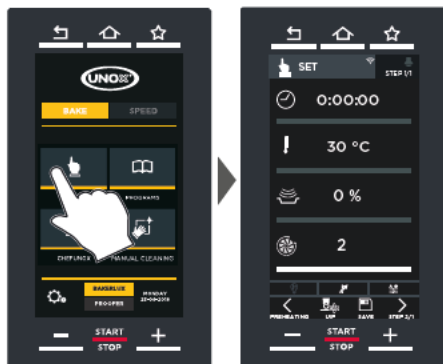 UNOX
BAKE SPEED
PROGRAMS
CHEFUNOX MANUAL CLEANING
BAKERLUX
PROOFER
MONDAY
START
STOP
SET
STEP 1/1
0:00:00
30 °C
0 %
2
PREHEATING UIP SAVE STEP 2/1
START
STOP